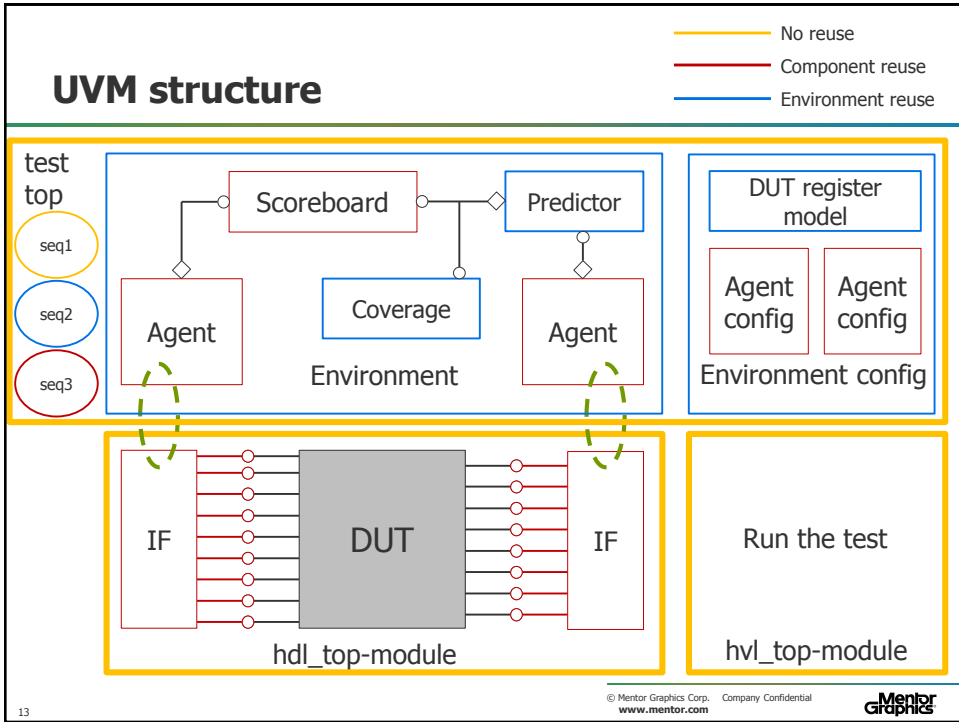 UVM structure
No reuse
Component reuse
Environment reuse
test
top
seq1
seq2
seq3
Scoreboard
Predictor
Agent
Coverage
Agent
Environment
DUT register
model
Agent
config
Agent
config
Environment config
IF
DUT
IF
hdl_top-module
Run the test
hvl_top-module
13
© Mentor Graphics Corp. Company Confidential
www.mentor.com
Mentor
Graphics